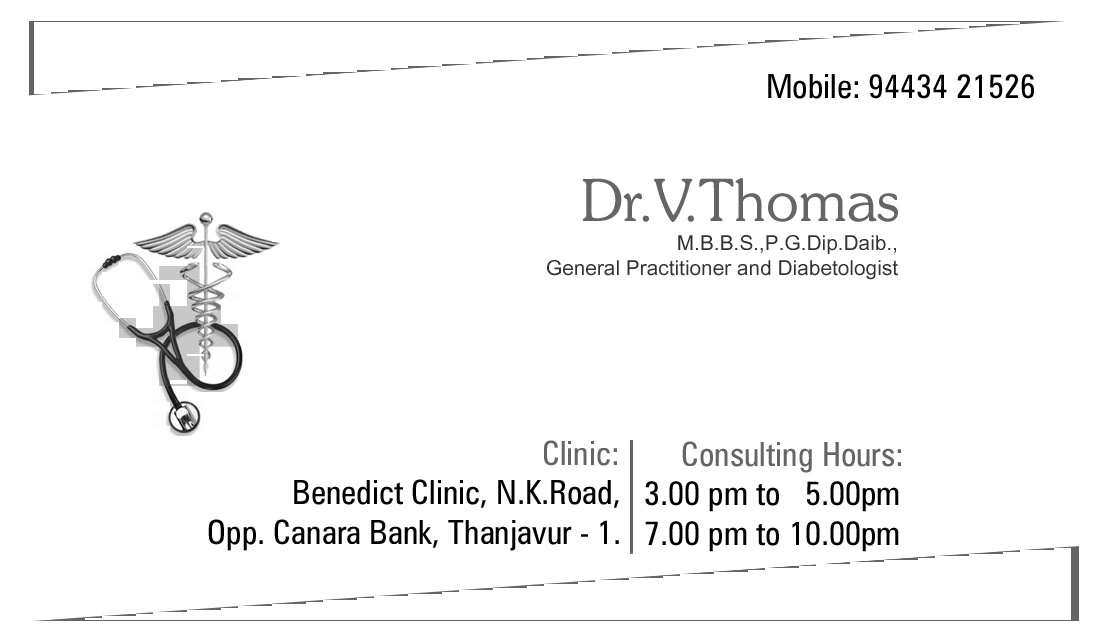 Mobile: 94434 21526
Dr.V.Thomas
M.B.B.S.,P.G.Dip.Daib.,
General Practitioner and Diabetologist
Clinic:
Benedict Clinic, N.K.Road,
Opp. Canara Bank, Thanjavur - 1.
Consulting Hours:
3.00 pm to 5.00pm
7.00 pm to 10.00pm